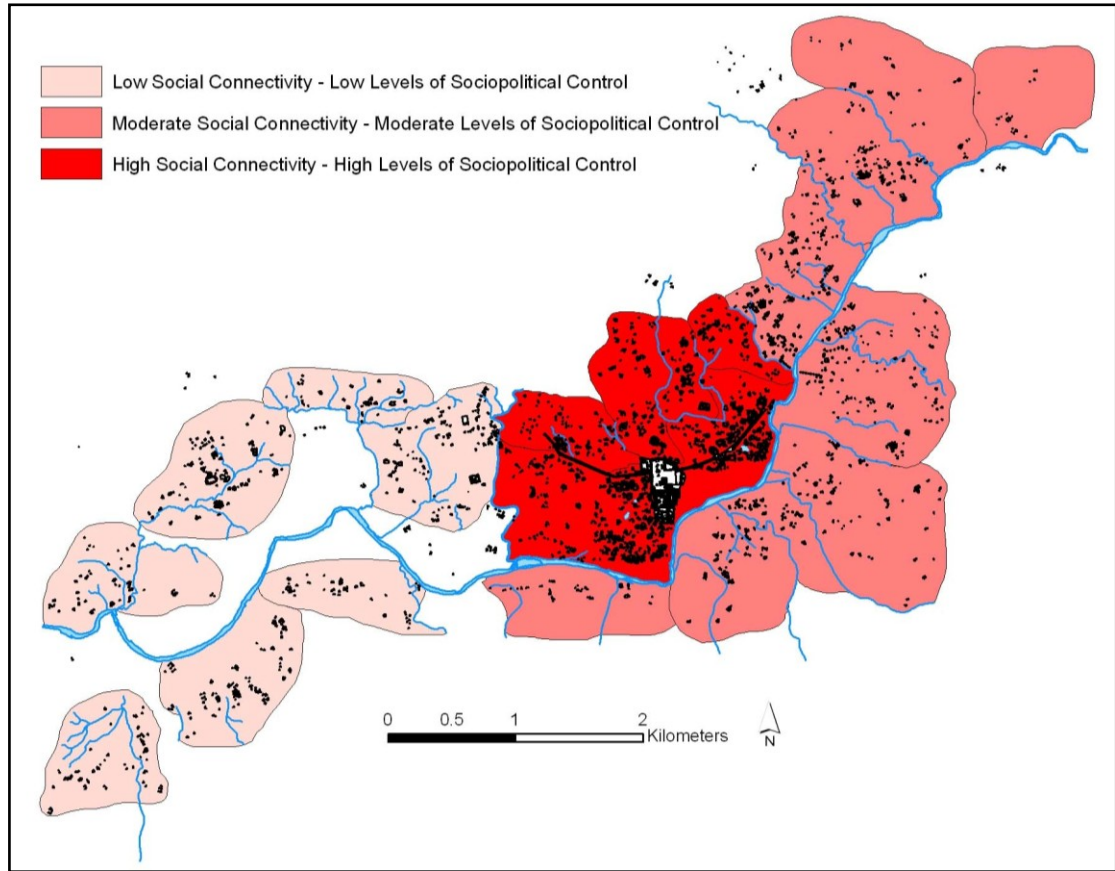 Low Social Connectivity - Low Levels of Sociopolitical Control
Moderate Social Connectivity - Moderate Levels of Sociopolitical Control
High Social Connectivity - High Levels of Sociopolitical Control
0 0.5 1 2
Kilometers
N